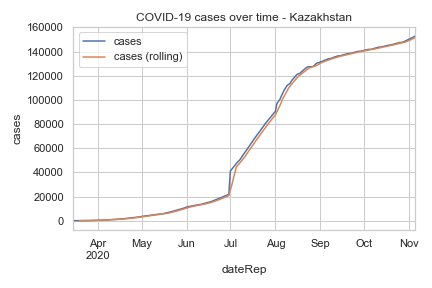 COVID-19 cases over time - Kazakhstan
cases
cases (rolling)
160000
140000
120000
100000
80000
60000
40000
20000
0
cases
Apr May Jun Jul Aug Sep Oct Nov
2020
dateRep